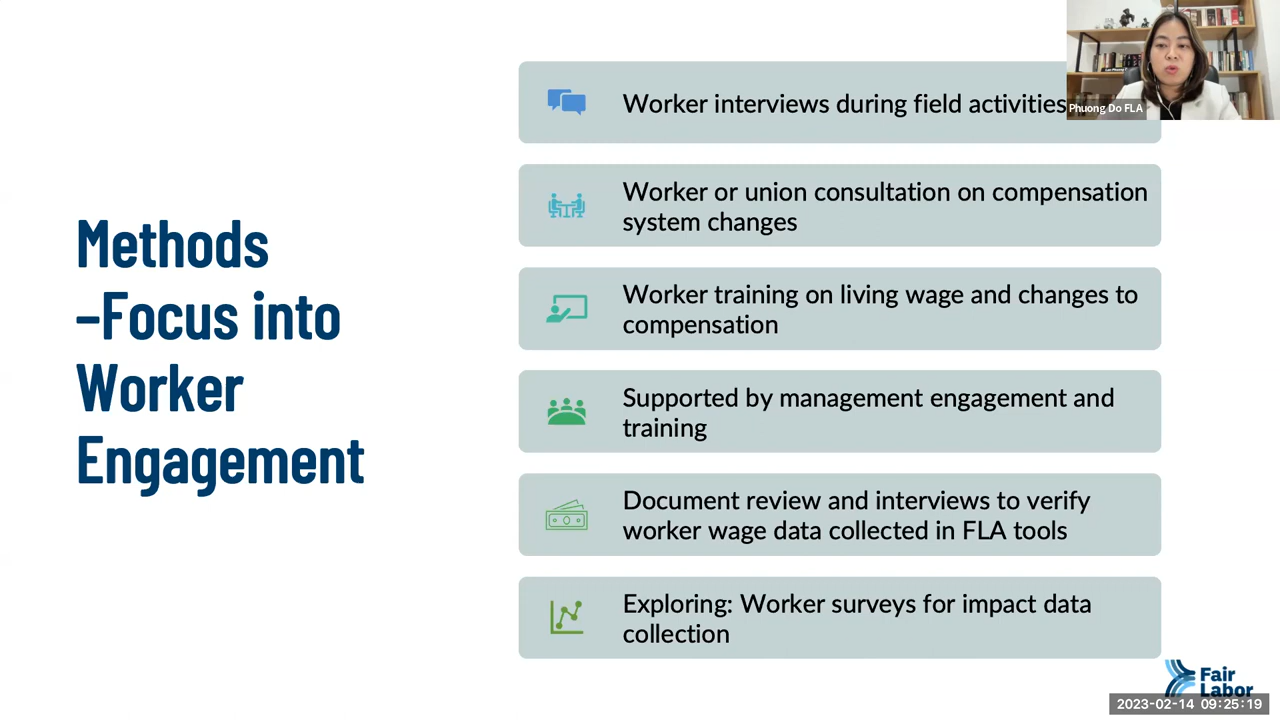 Methods
–Focus into
Worker
Engagement
Worker interviews during field activities
Worker or union consultation on compensation
system changes
Worker training on living wage and changes to
compensation
Supported by management engagement and
training
Document review and interviews to verify
worker wage data collected in FLA tools
Exploring: Worker surveys for impact data
collection
Phuong Do FLA
Fair
Labor
2023-02-14 09:25:19